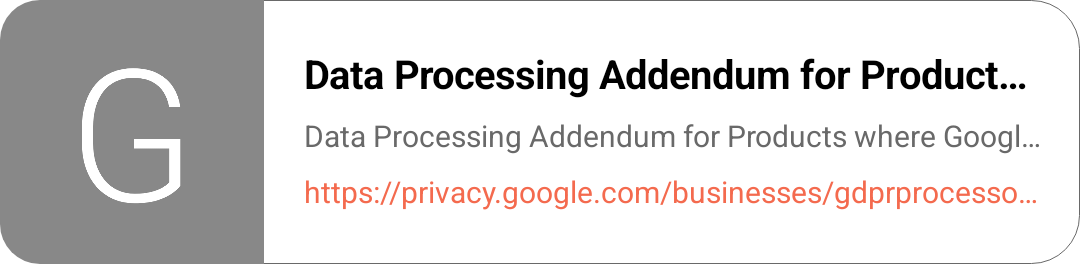 G
Data Processing Addendum for Product...
Data Processing Addendum for Products where Googl...
https://privacy.google.com/businesses/gdprprocesso...